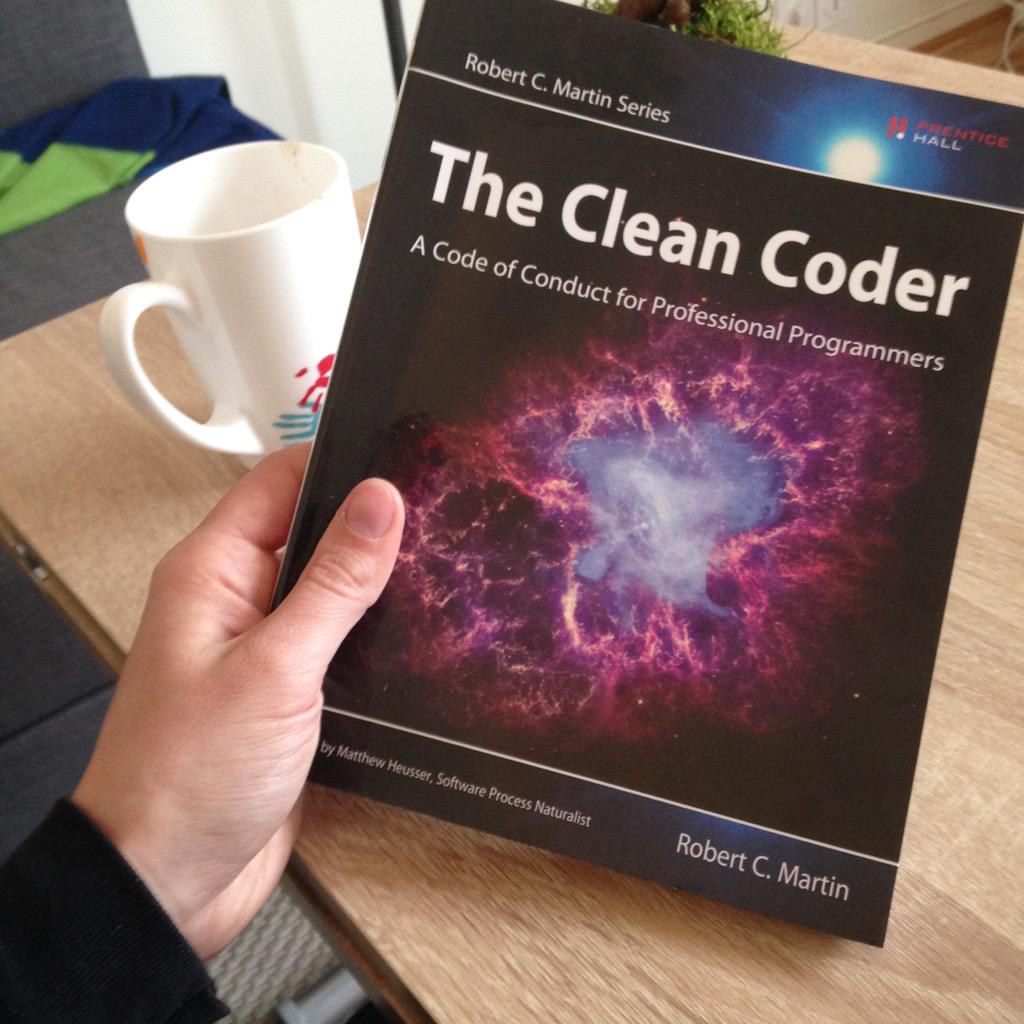 Robert C. Martin Series
PRENTICE
HALL
The Clean Coder
A Code of Conduct for Professional Programmers
by Matthew Heusser, Software Process Naturalist
Robert C. Martin